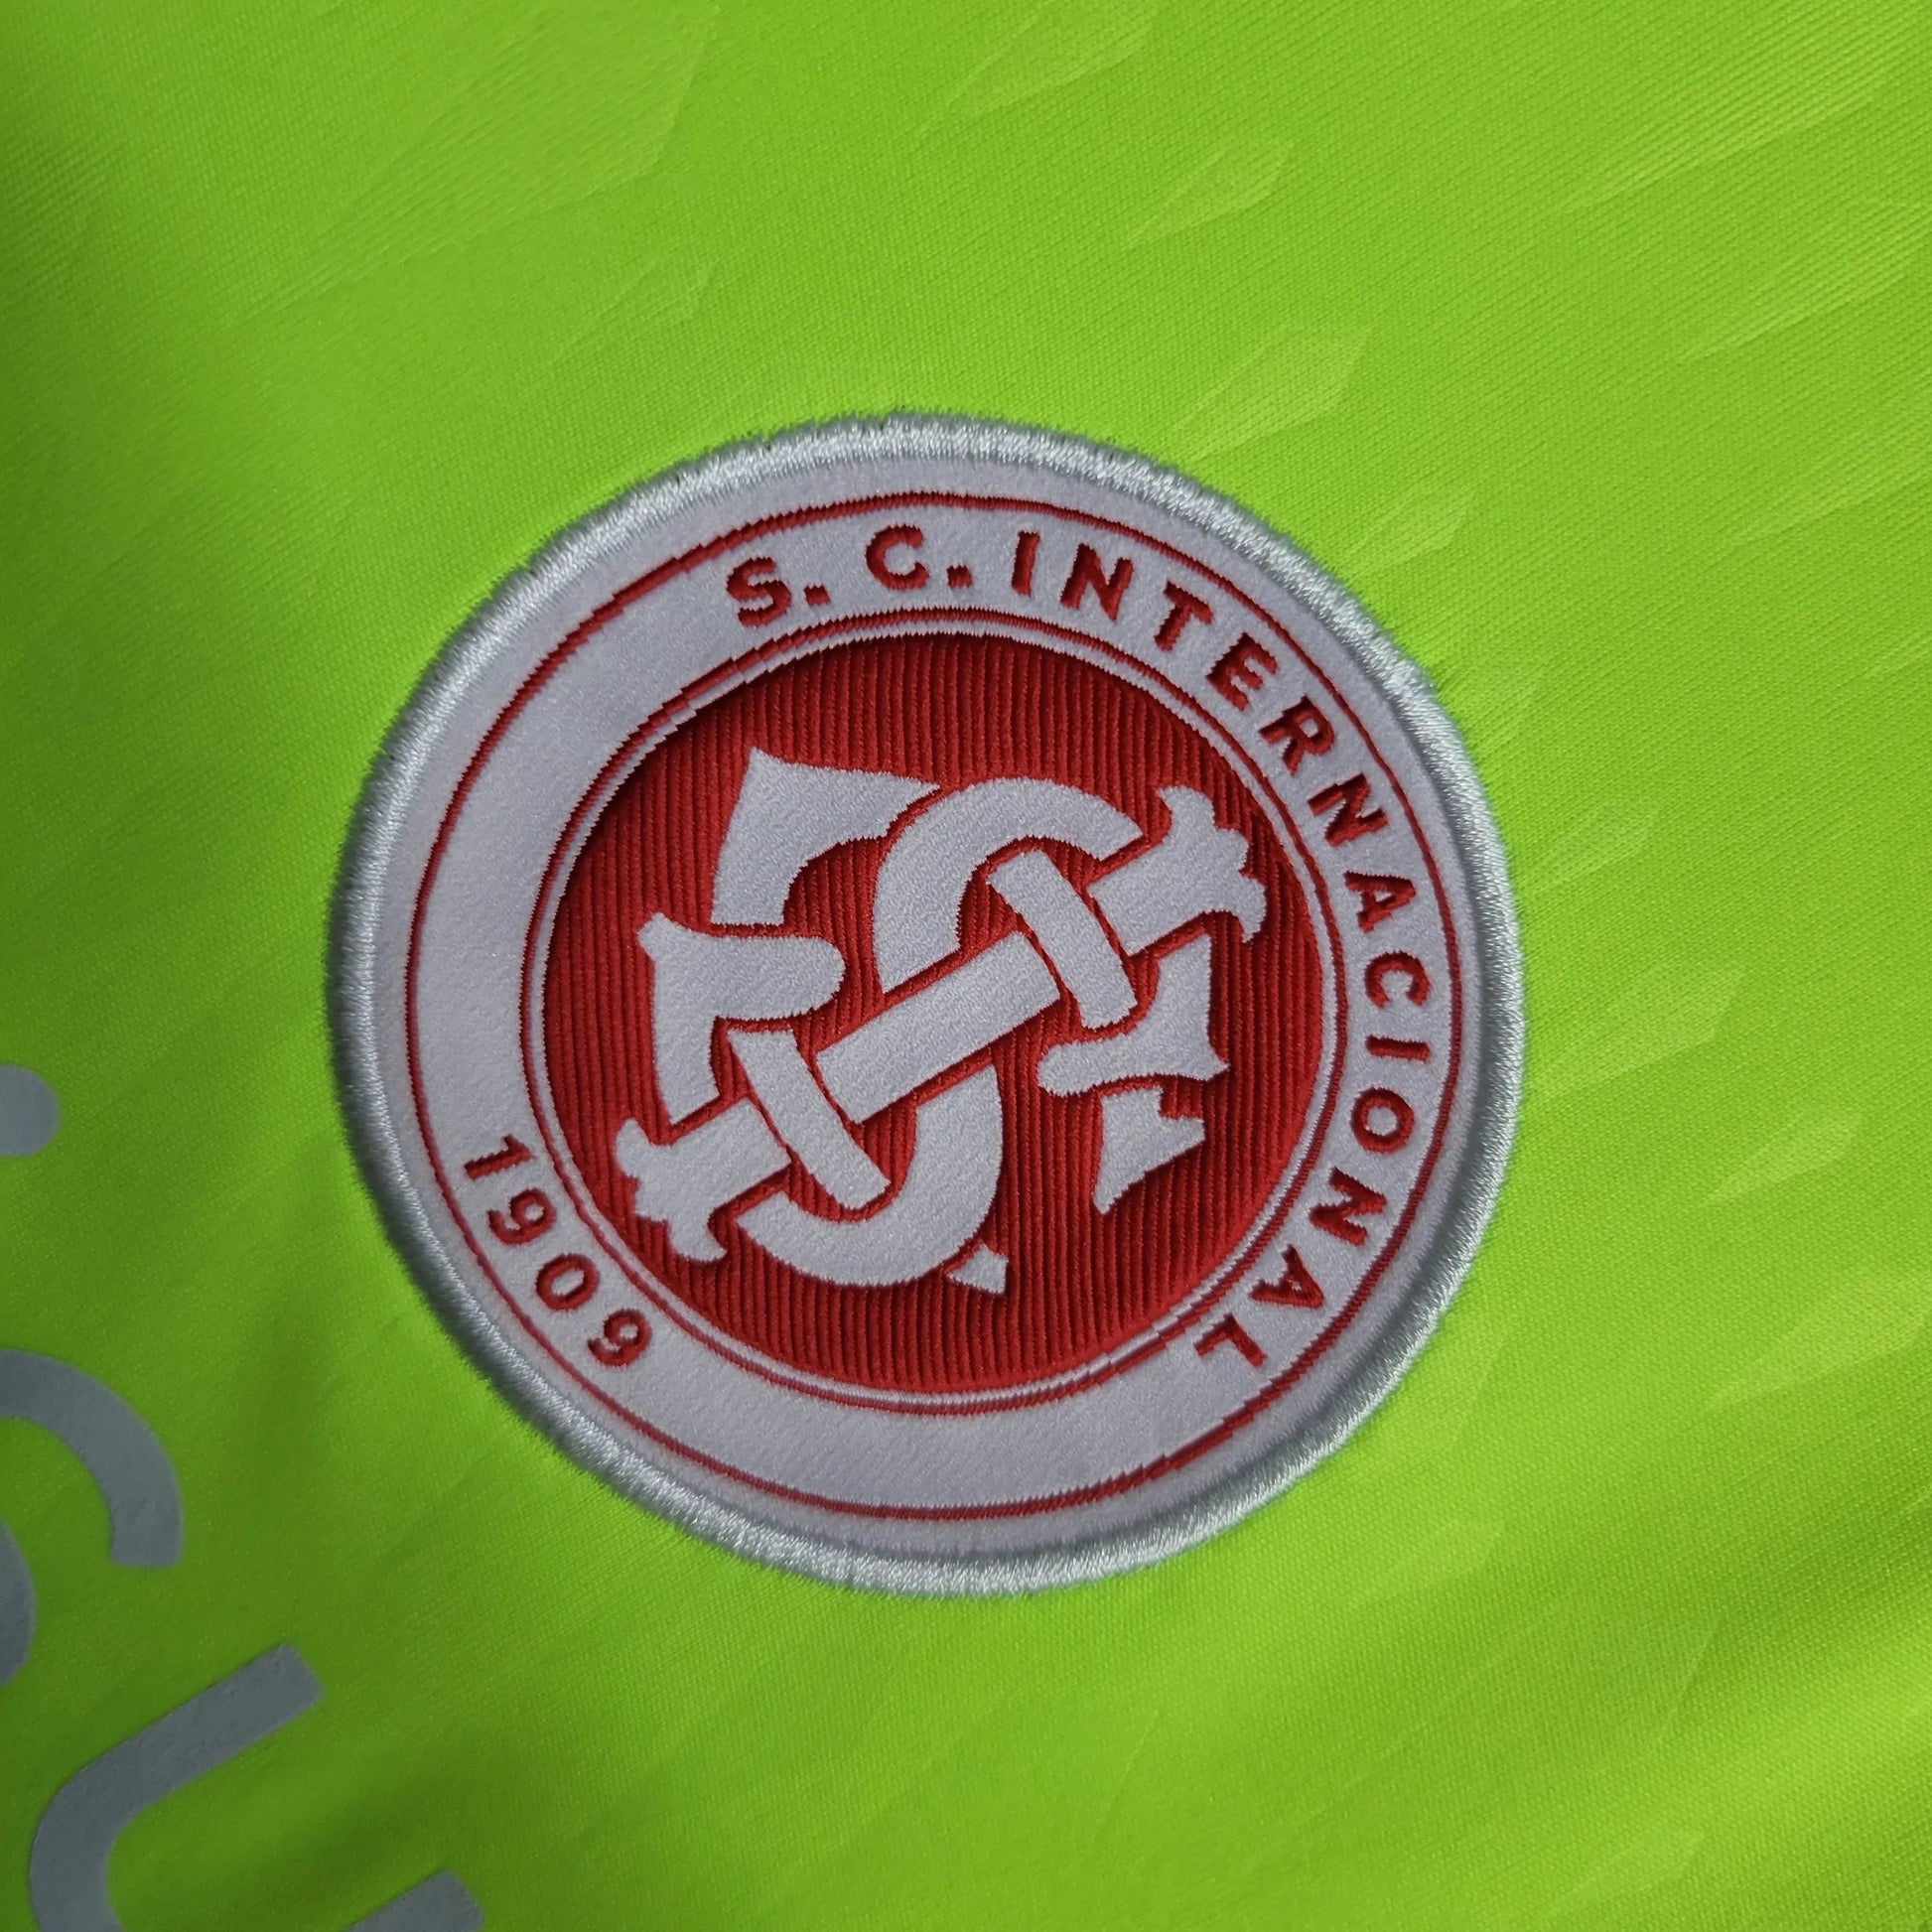 S. C. INTERNACIONAL
1909